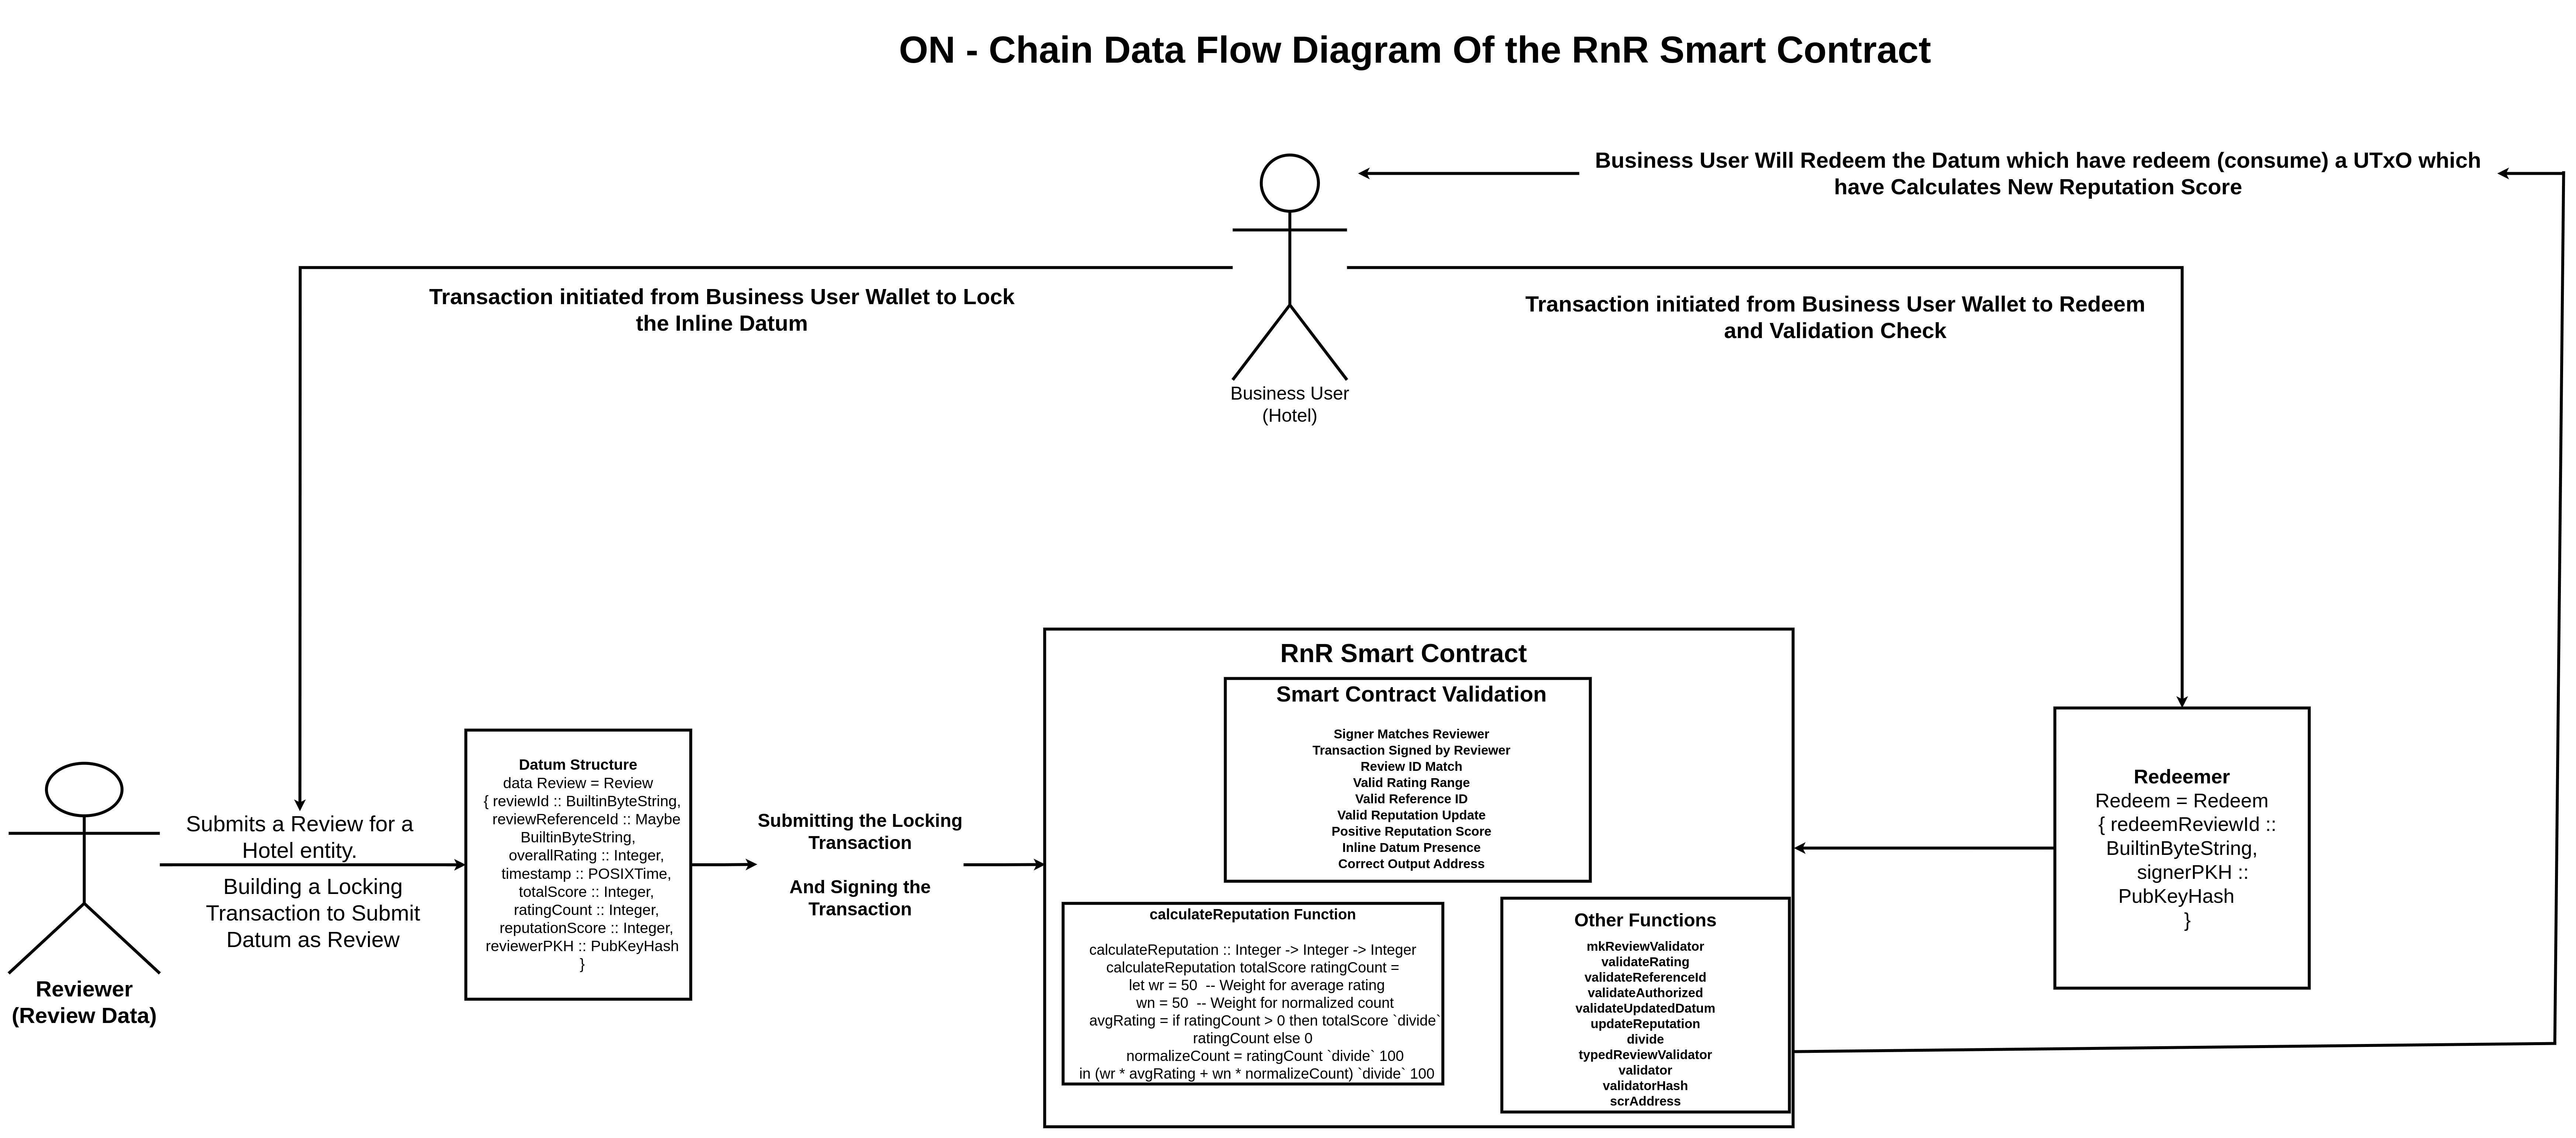 ON - Chain Data Flow Diagram Of the RnR Smart Contract
Business User Will Redeem the Datum which have redeem (consume) a UTxO which
have Calculates New Reputation Score
Transaction initiated from Business User Wallet to Lock
the Inline Datum
Transaction initiated from Business User Wallet to Redeem
and Validation Check
Business User
(Hotel)
Submits a Review for a
Hotel entity.
Building a Locking
Transaction to Submit
Datum as Review
Reviewer
(Review Data)
Datum Structure
data Review = Review
{ reviewId :: BuiltinByteString,
reviewReferenceId :: Maybe
BuiltinByteString,
overallRating :: Integer,
timestamp :: POSIXTime,
totalScore :: Integer,
ratingCount :: Integer,
reputationScore :: Integer,
reviewerPKH :: PubKeyHash
}
Submitting the Locking
Transaction
And Signing the
Transaction
RnR Smart Contract
Smart Contract Validation
Signer Matches Reviewer
Transaction Signed by Reviewer
Review ID Match
Valid Rating Range
Valid Reference ID
Valid Reputation Update
Positive Reputation Score
Inline Datum Presence
Correct Output Address
calculateReputation Function
calculateReputation :: Integer -> Integer -> Integer
calculateReputation totalScore ratingCount =
let wr = 50  -- Weight for average rating
wn = 50  -- Weight for normalized count
avgRating = if ratingCount > 0 then totalScore `divide`
ratingCount else 0
normalizeCount = ratingCount `divide` 100
in (wr * avgRating + wn * normalizeCount) `divide` 100
Other Functions
mkReviewValidator
validateRating
validateReferenceId
validateAuthorized
validateUpdatedDatum
updateReputation
divide
typedReviewValidator
validator
validatorHash
scrAddress
Redeemer
Redeem = Redeem
{ redeemReviewId ::
BuiltinByteString,
signerPKH ::
PubKeyHash
}